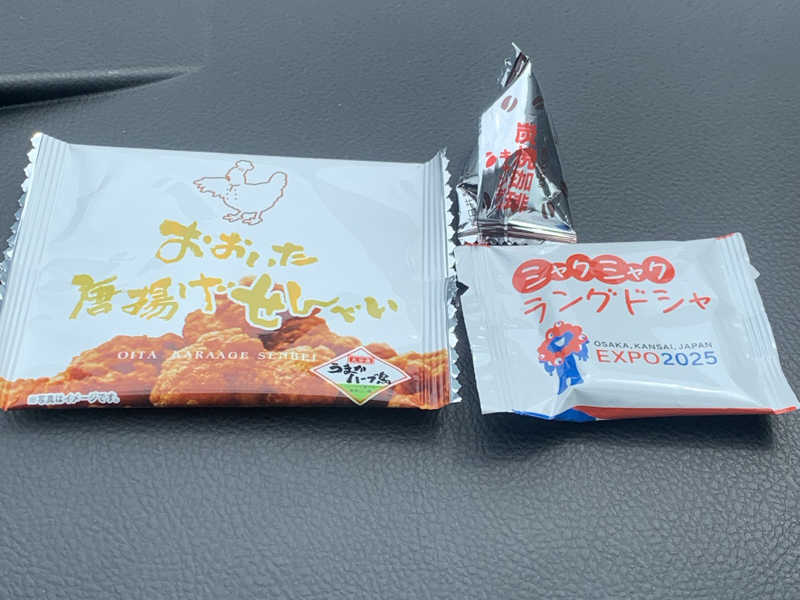 おおいた
唐揚げせんべい
OITA KARAAGE SENBEI
うまか
ハーブ鳥
※写真はイメージです。
炭焼珈琲
ミャクミャク
ラングドシャ
OSAKA, KANSAI, JAPAN
EXPO2025